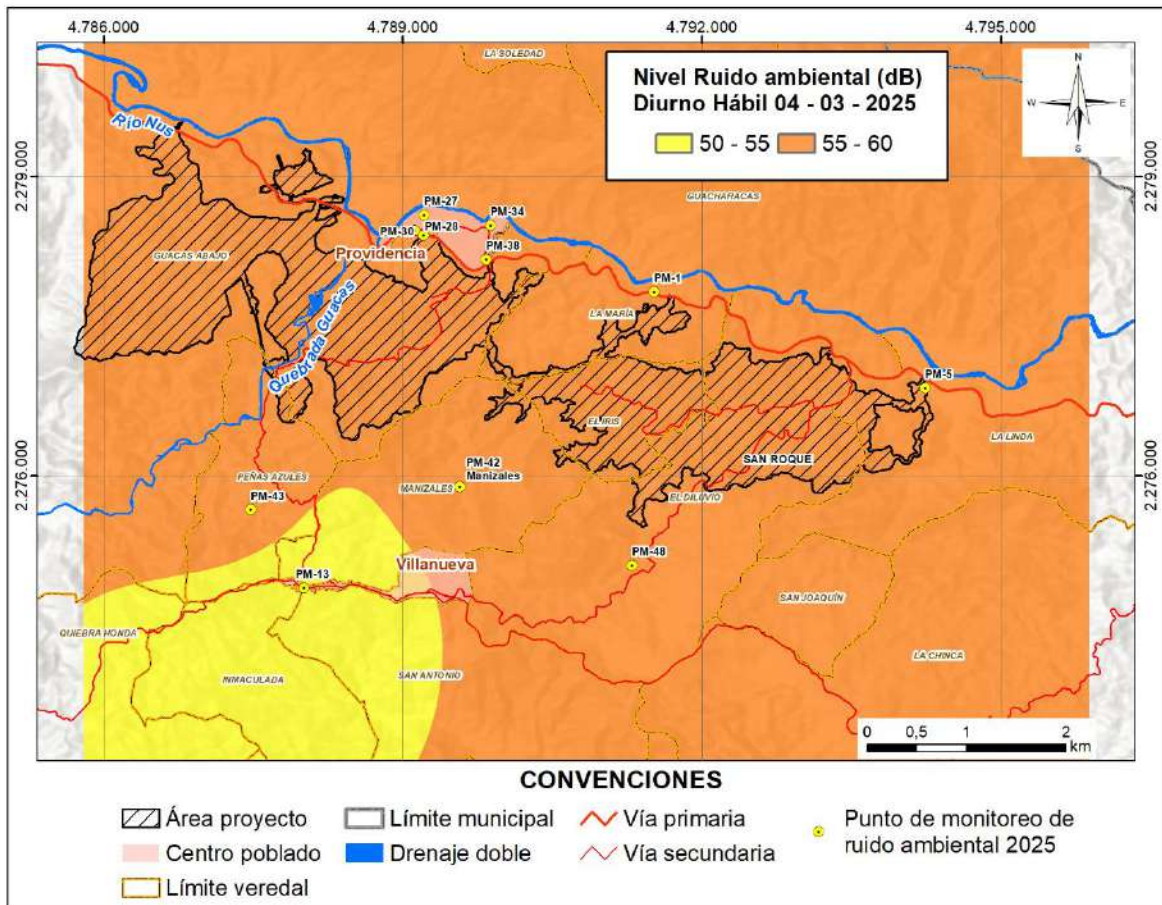 4.786.000
4.789.000
4.792.000
4.795.000
LA SOLEDAD
Nivel Ruido ambiental (dB)
Diurno Hábil 04 - 03 - 2025
50 - 55
55 - 60
N
W
E
S
Río Nus
2.279.000
2.279.000
GUACHARACAS
PM-27
PM-34
PM-30
PM-28
PM-38
Providencia
GUACAS ABAJO
PM-1
LA MARÍA
Quebrada Guacas
PM-5
EL IRIS
LA LINDA
SAN ROQUE
PM-42
Manizales
2.276.000
2.276.000
PEÑAS AZULES
MANIZALES
EL DILUVIO
PM-43
PM-48
Villanueva
PM-13
SAN JOAQUÍN
QUIEBRA HONDA
LA CHINCA
INMACULADA
SAN ANTONIO
0
0,5
1
2
km
CONVENCIONES
Área proyecto
Límite municipal
Vía primaria
Punto de monitoreo de
ruido ambiental 2025
Centro poblado
Drenaje doble
Vía secundaria
Límite veredal